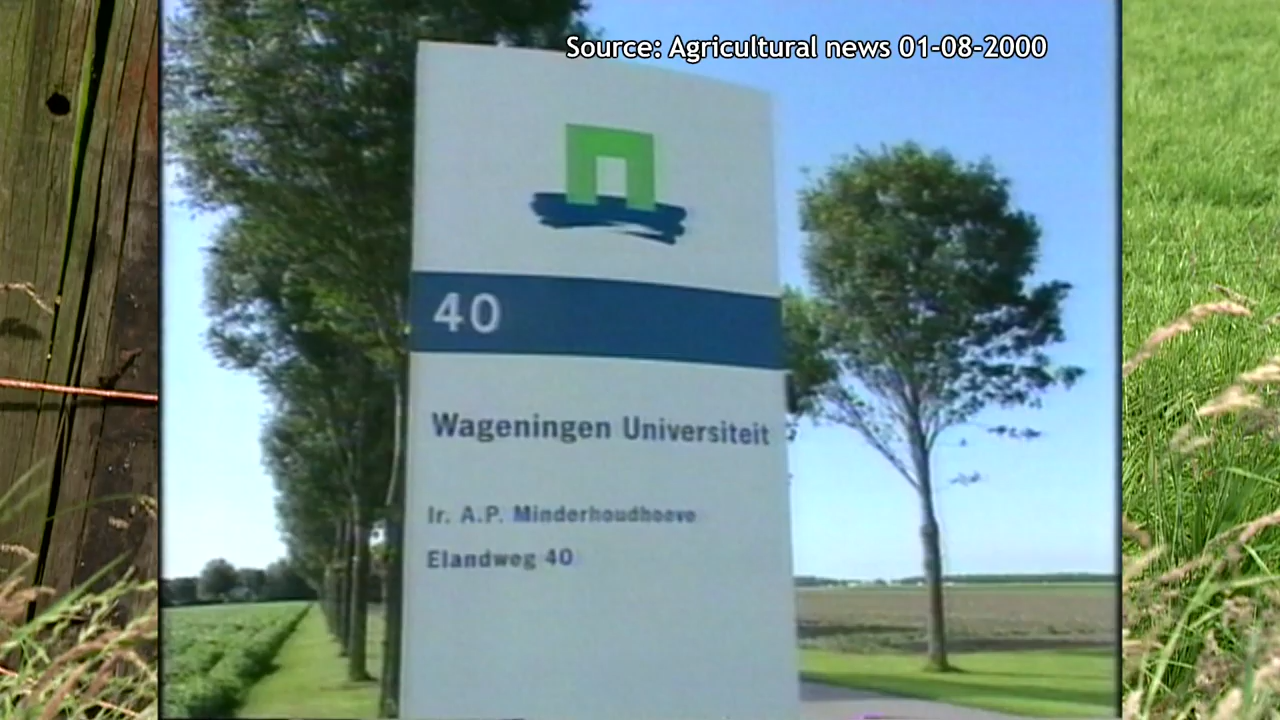 Source: Agricultural news 01-08-2000
40
Wageningen Universiteit
Ir. A.P. Minderhoudhoeve
Elandweg 40